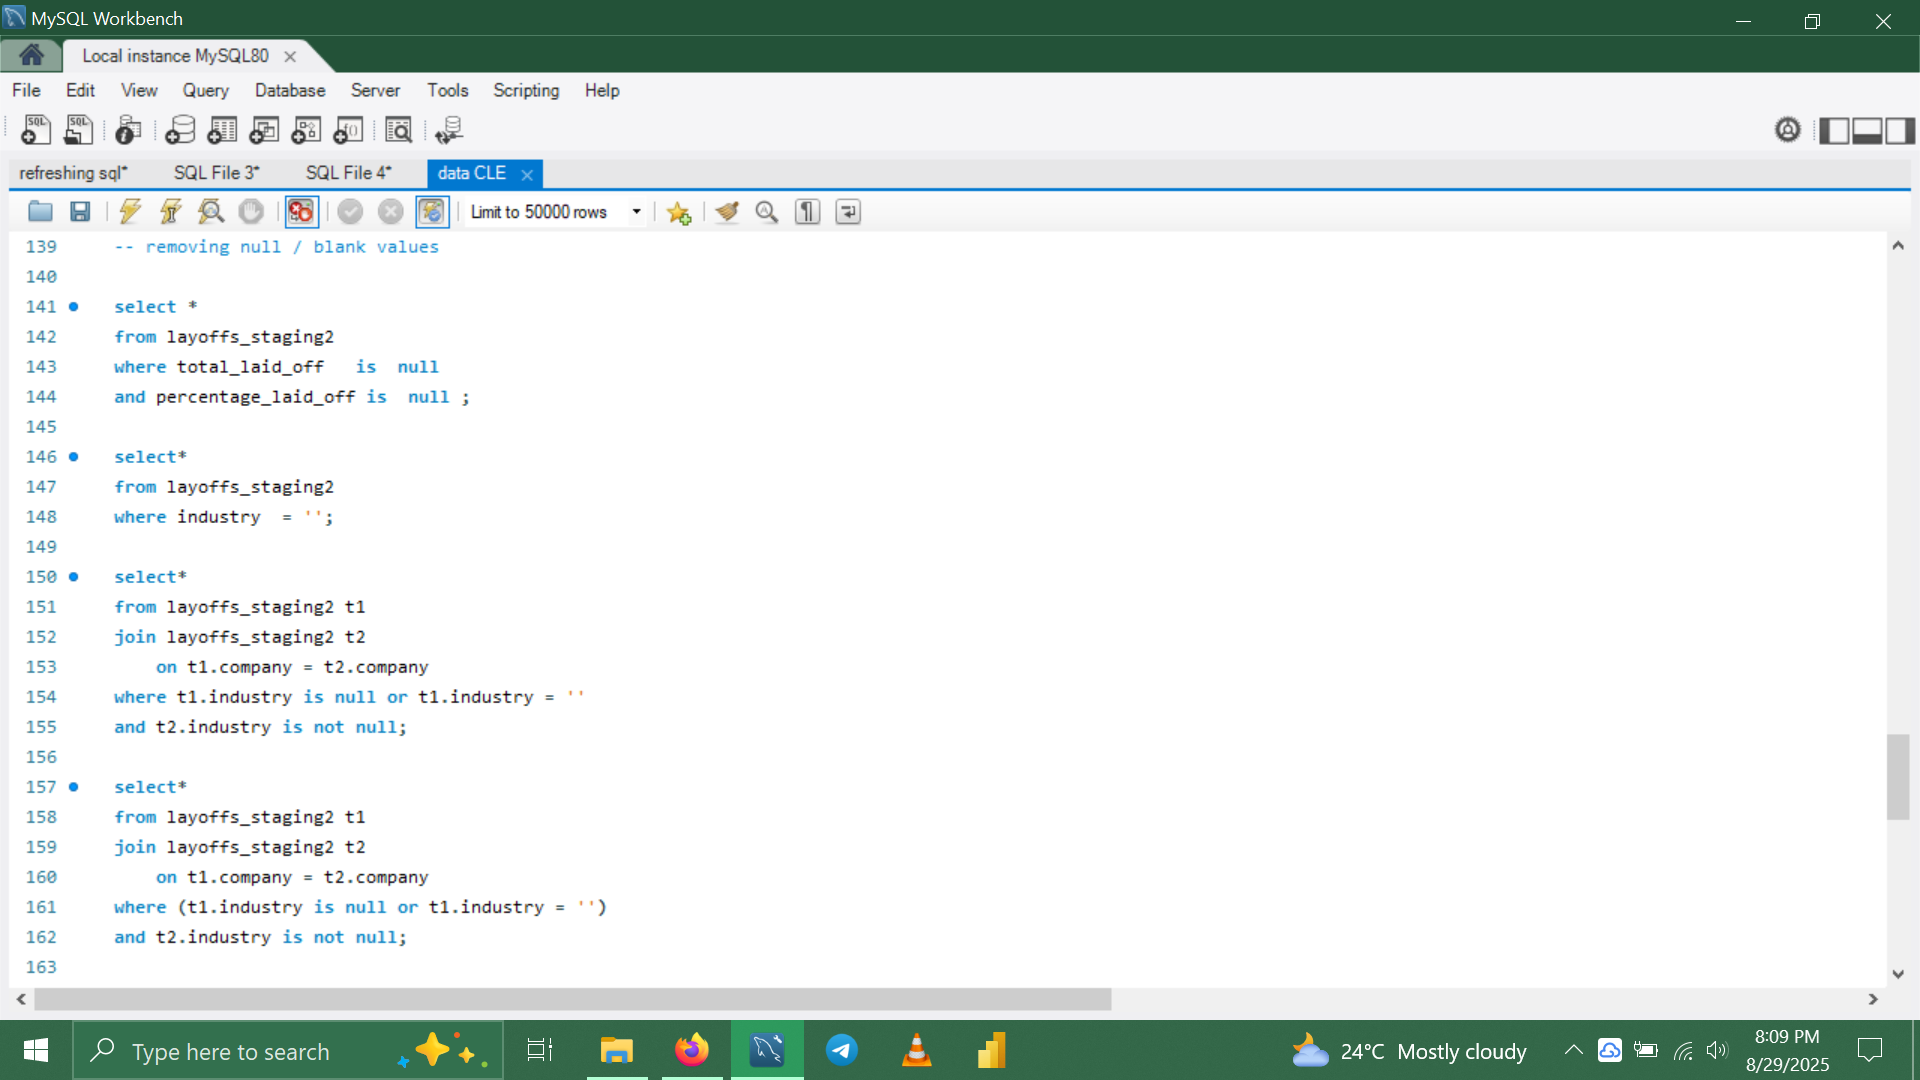 MySQL Workbench
Local instance MySQL80
File Edit View Query Database Server Tools Scripting Help
refreshing sql* SQL File 3* SQL File 4* data CLE
Limit to 50000 rows
139 -- removing null / blank values
140
141 select *
142 from layoffs_staging2
143 where total_laid_off is null
144 and percentage_laid_off is null ;
145
146 select*
147 from layoffs_staging2
148 where industry = '';
149
150 select*
151 from layoffs_staging2 t1
152 join layoffs_staging2 t2
153 on t1.company = t2.company
154 where t1.industry is null or t1.industry = ''
155 and t2.industry is not null;
156
157 select*
158 from layoffs_staging2 t1
159 join layoffs_staging2 t2
160 on t1.company = t2.company
161 where (t1.industry is null or t1.industry = '')
162 and t2.industry is not null;
163
Type here to search
24°C Mostly cloudy
8:09 PM
8/29/2025